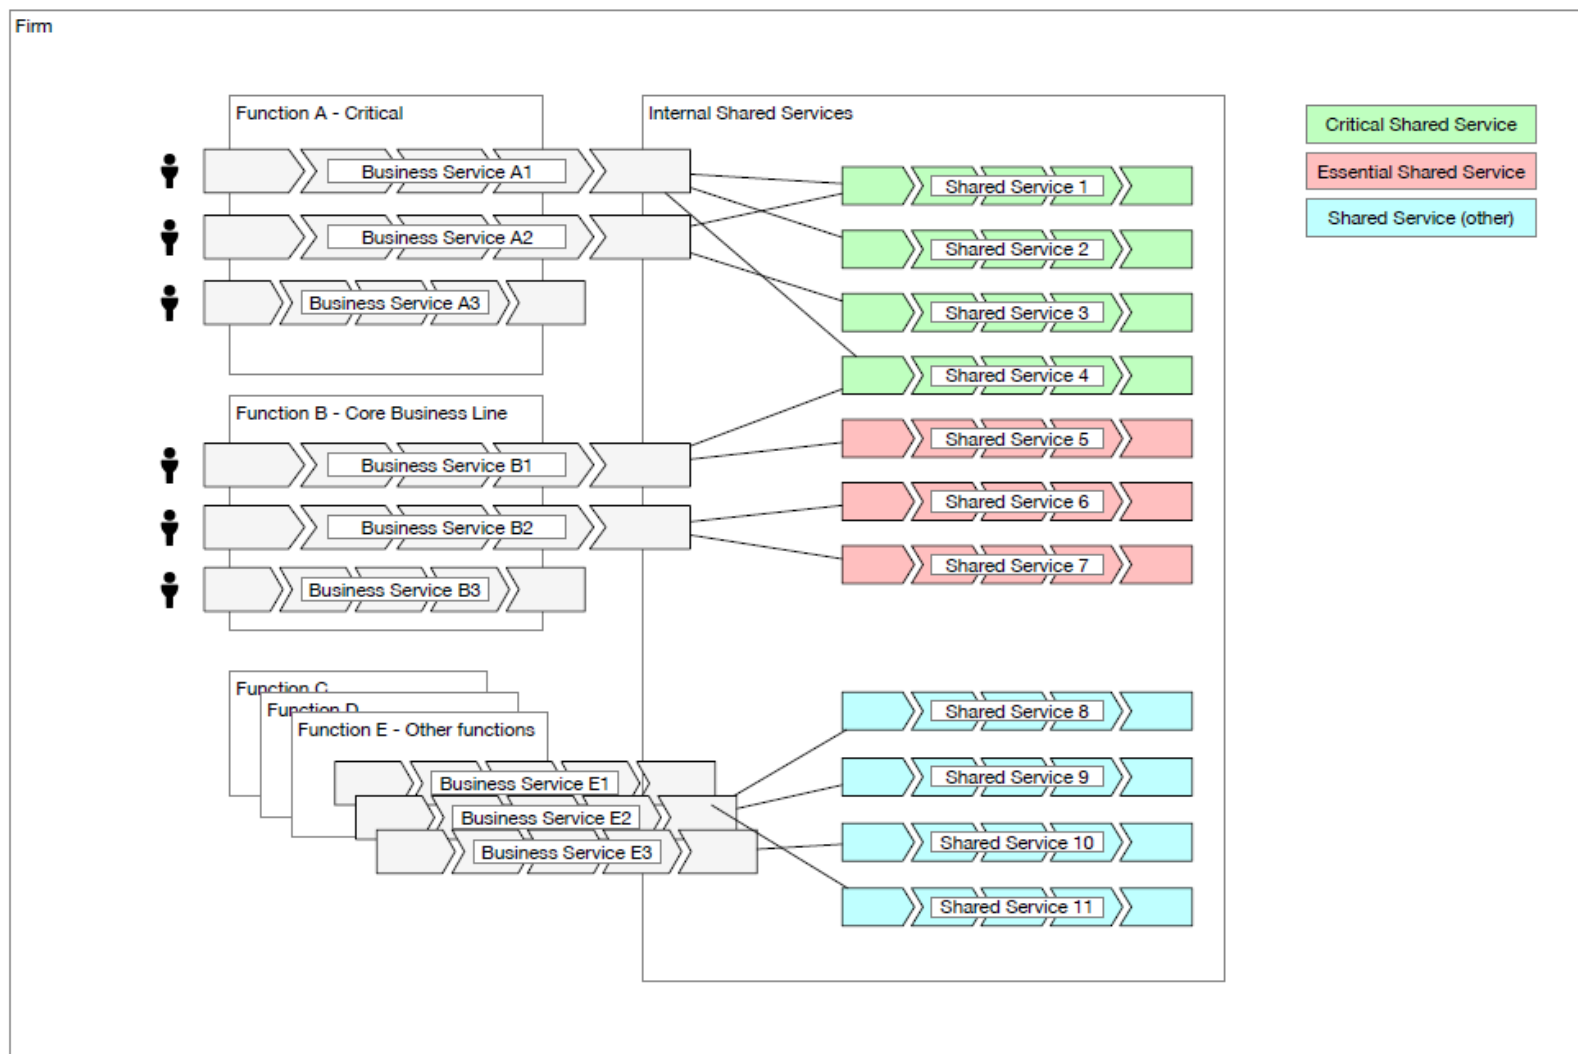 Firm
Function A - Critical
Business Service A1
Business Service A2
Business Service A3
Function B - Core Business Line
Business Service B1
Business Service B2
Business Service B3
Function C
Function D
Function E - Other functions
Business Service E1
Business Service E2
Business Service E3
Internal Shared Services
Shared Service 1
Shared Service 2
Shared Service 3
Shared Service 4
Shared Service 5
Shared Service 6
Shared Service 7
Shared Service 8
Shared Service 9
Shared Service 10
Shared Service 11
Critical Shared Service
Essential Shared Service
Shared Service (other)